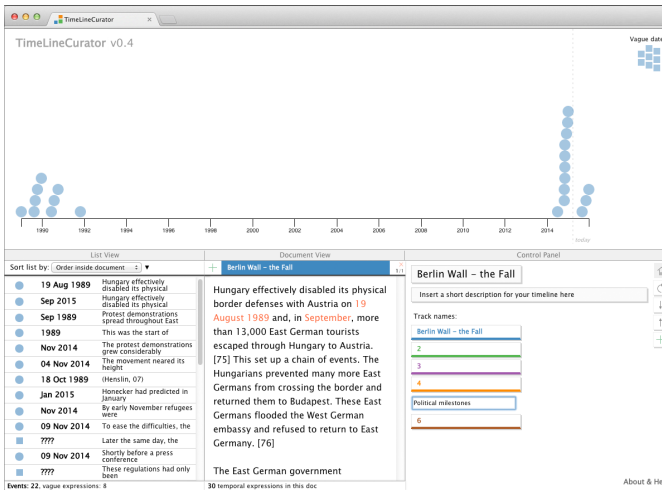 TimeLineCurator
TimeLineCurator v0.4
Vague date
1990 1992 1994 1996 1998 2000 2002 2004 2006 2008 2010 2012 2014
today
List View
Document View
Control Panel
Sort list by: Order inside document
19 Aug 1989 Hungary effectively
disabled its physical
Sep 2015 Hungary effectively
disabled its physical
Sep 1989 Protest demonstrations
spread throughout East
1989 This was the start of
Nov 2014 The protest demonstrations
grew considerably
04 Nov 2014 The movement neared its
height
18 Oct 1989 (Henslin, 07)
Jan 2015 Honecker had predicted in
January
Nov 2014 By early November refugees
were
09 Nov 2014 To ease the difficulties, the
???? Later the same day, the
09 Nov 2014 Shortly before a press
conference
???? These regulations had only
been
Events: 22, vague expressions: 8
Berlin Wall – the Fall
1/1
Hungary effectively disabled its physical
border defenses with Austria on 19
August 1989 and, in September, more
than 13,000 East German tourists
escaped through Hungary to Austria.
[75] This set up a chain of events. The
Hungarians prevented many more East
Germans from crossing the border and
returned them to Budapest. These East
Germans flooded the West German
embassy and refused to return to East
Germany. [76]
The East German government
30 temporal expressions in this doc
Berlin Wall – the Fall
Insert a short description for your timeline here
Track names:
Berlin Wall – the Fall
2
3
4
Political milestones
6
About & He